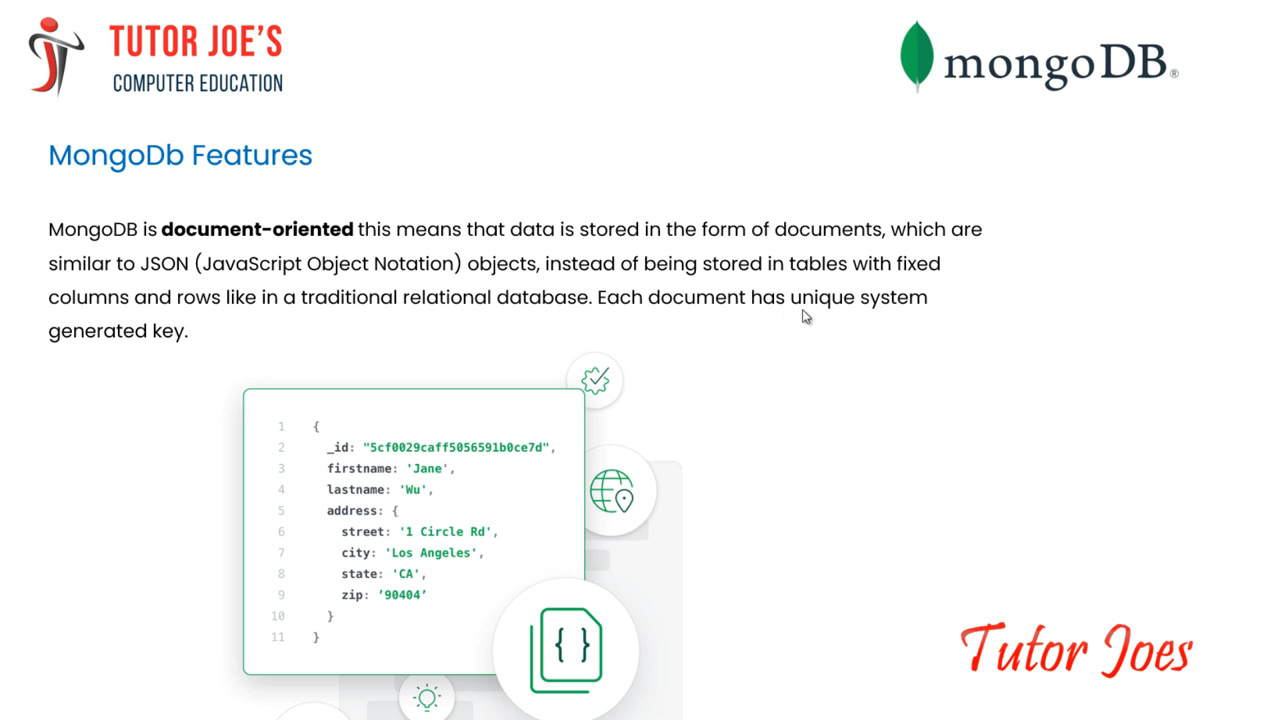 TUTOR JOE'S
COMPUTER EDUCATION
mongoDB®
MongoDb Features
MongoDB is document-oriented this means that data is stored in the form of documents, which are
similar to JSON (JavaScript Object Notation) objects, instead of being stored in tables with fixed
columns and rows like in a traditional relational database. Each document has unique system
generated key.
1 {
2 _id: "5cf0029caff5056591b0ce7d",
3 firstname: 'Jane',
4 lastname: 'Wu',
5 address: {
6 street: '1 Circle Rd',
7 city: 'Los Angeles',
8 state: 'CA',
9 zip: ’90404’
10 }
11 }
{ }
Tutor Joes